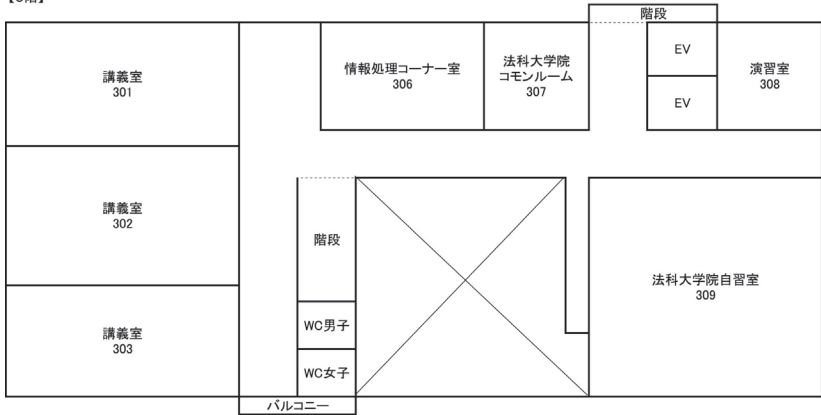 階段
講義室
301
情報処理コーナー室
306
法科大学院
コモンルーム
307
EV
EV
演習室
308
講義室
302
階段
法科大学院自習室
309
講義室
303
WC男子
WC女子
バルコニー